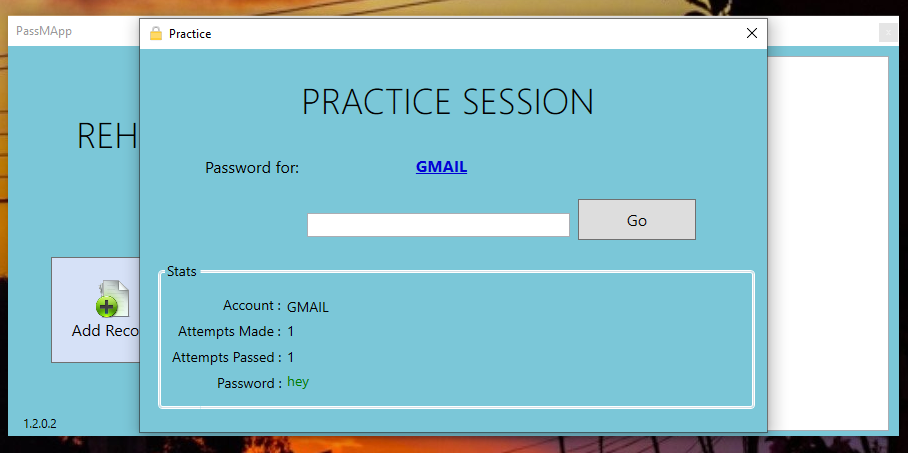 PassMApp
Practice
PRACTICE SESSION
REH
Password for: GMAIL
Go
Stats
Account : GMAIL
Attempts Made : 1
Attempts Passed : 1
Password : hey
Add Reco
1.2.0.2